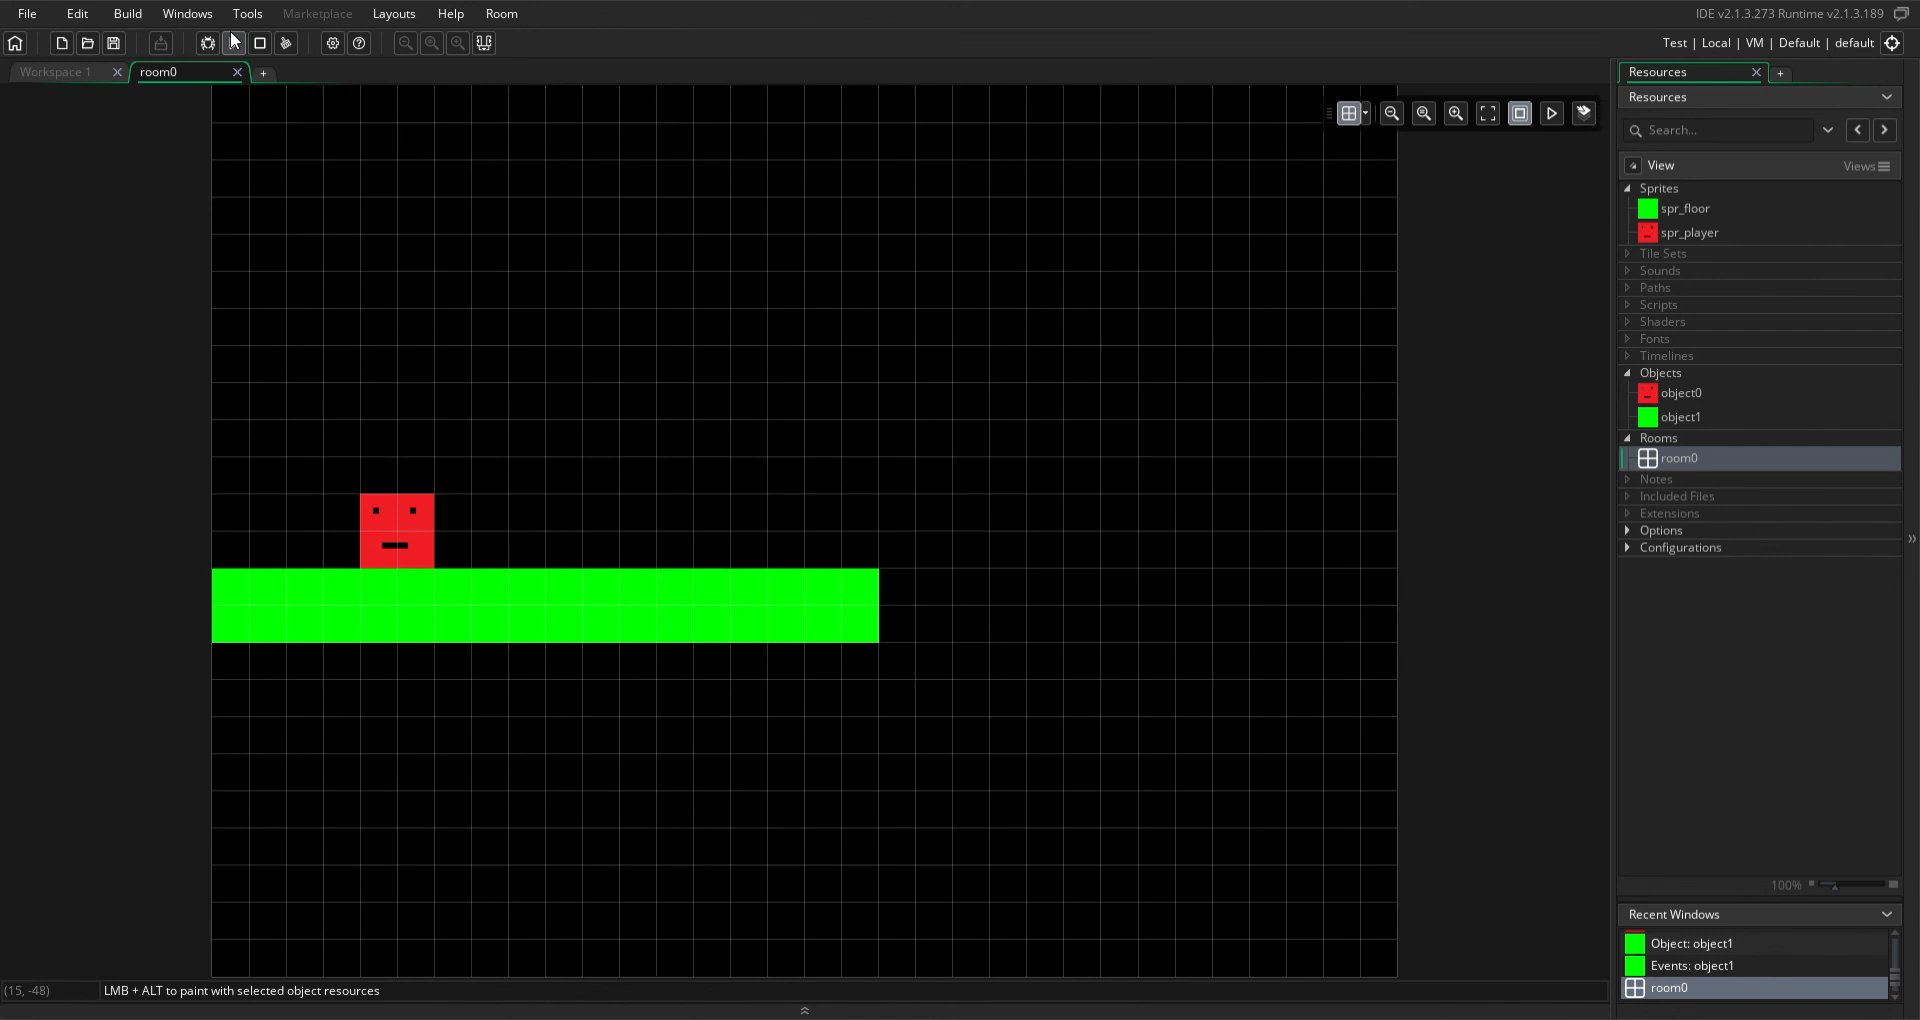 File Edit Build Windows Tools Marketplace Layouts Help Room
IDE v2.1.3.273 Runtime v2.1.3.189
Test | Local | VM | Default | default
Workspace 1
room0
Resources
Resources
Search...
View
Views
Sprites
spr_floor
spr_player
Tile Sets
Sounds
Paths
Scripts
Shaders
Fonts
Timelines
Objects
object0
object1
Rooms
room0
Notes
Included Files
Extensions
Options
Configurations
100%
Recent Windows
Object: object1
Events: object1
room0
(15, -48)
LMB + ALT to paint with selected object resources